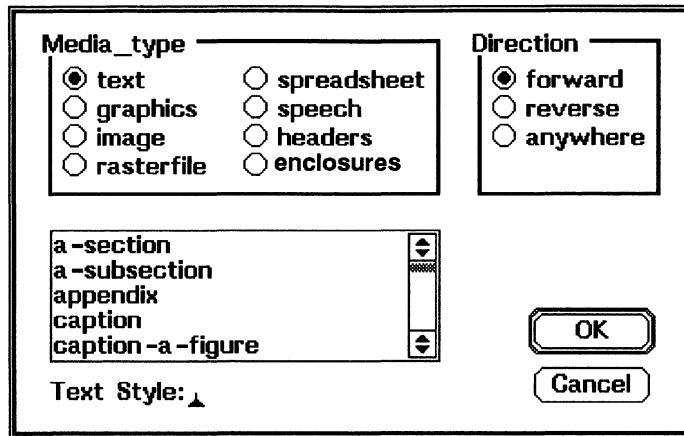 Media_type
text
graphics
image
rasterfile
spreadsheet
speech
headers
enclosures
Direction
forward
reverse
anywhere
a-section
a-subsection
appendix
caption
caption-a-figure
Text Style:
OK
Cancel